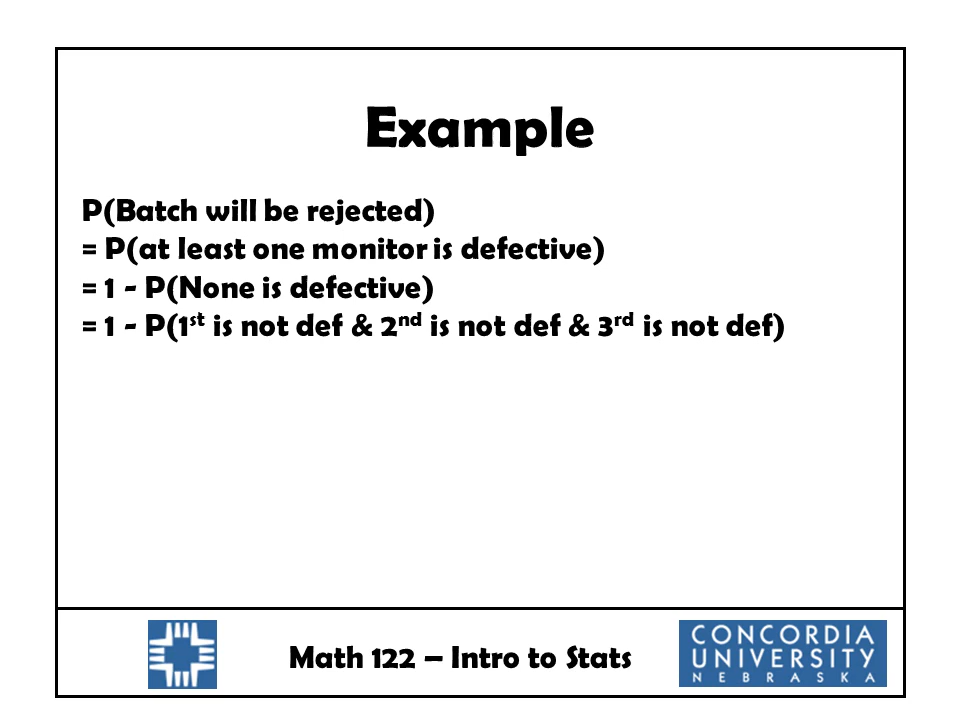 Example
P(Batch will be rejected)
= P(at least one monitor is defective)
= 1 - P(None is defective)
= 1 - P(1st is not def & 2nd is not def & 3rd is not def)
Math 122 – Intro to Stats
CONCORDIA
UNIVERSITY
NEBRASKA